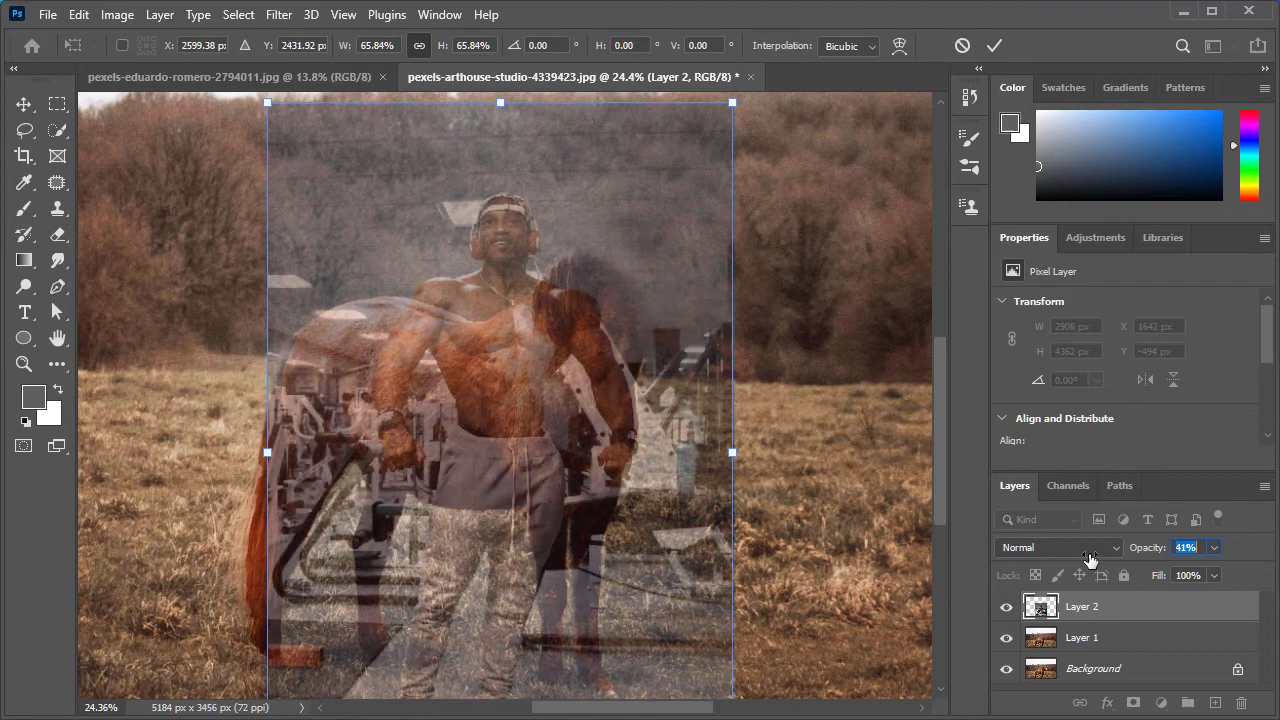 Ps File Edit Image Layer Type Select Filter 3D View Plugins Window Help
X: 2599.38 px Y: 2431.92 px W: 65.84% H: 65.84% 0.00 ° H: 0.00 ° V: 0.00 ° Interpolation: Bicubic
pexels-eduardo-romero-2794011.jpg @ 13.8% (RGB/8) × pexels-arthouse-studio-4339423.jpg @ 24.4% (Layer 2, RGB/8) * ×
Color Swatches Gradients Patterns
Properties Adjustments Libraries
Pixel Layer
Transform
W 2908 px X 1642 px
H 4362 px Y -494 px
0.00°
Align and Distribute
Align:
Layers Channels Paths
Kind
Normal Opacity: 41%
Lock: Fill: 100%
Layer 2
Layer 1
Background
24.36% 5184 px x 3456 px (72 ppi)